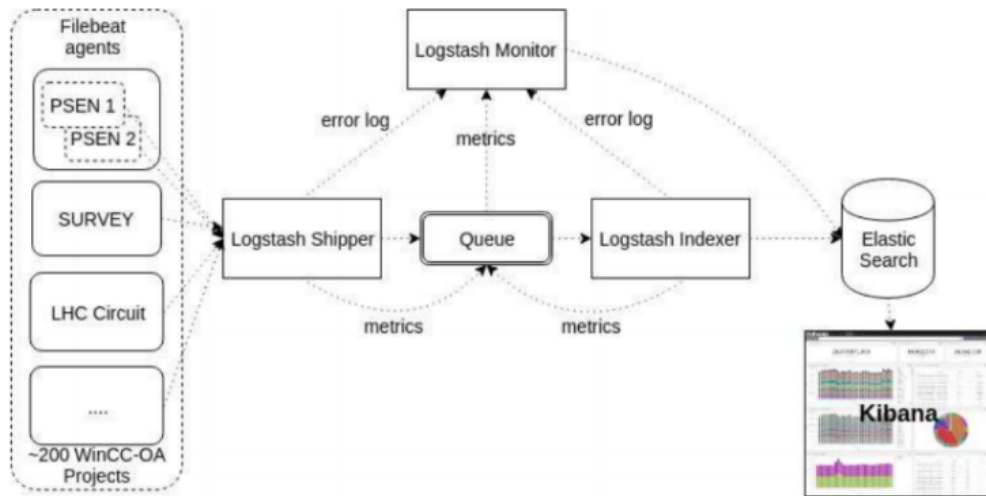 Filebeat
agents
PSEN 1
PSEN 2
SURVEY
LHC Circuit
....
~200 WinCC-OA
Projects
Logstash Monitor
error log
metrics
error log
Logstash Shipper
Queue
Logstash Indexer
metrics
metrics
Elastic
Search
Kibana